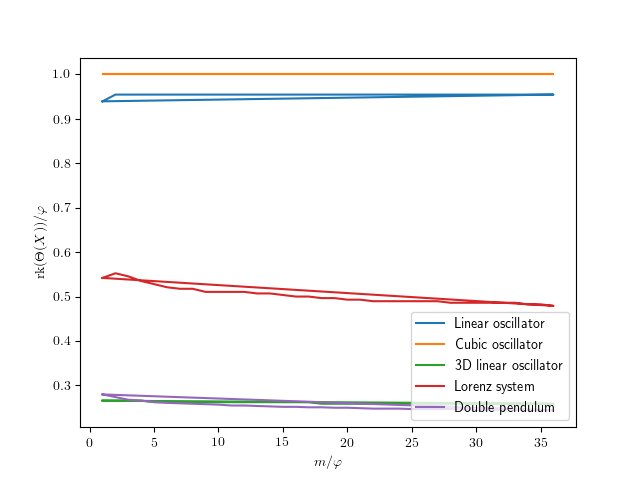 1.0
0.9
0.8
0.7
0.6
0.5
0.4
0.3
rk(Θ(X))/φ
Linear oscillator
Cubic oscillator
3D linear oscillator
Lorenz system
Double pendulum
0 5 10 15 20 25 30 35
m/φ